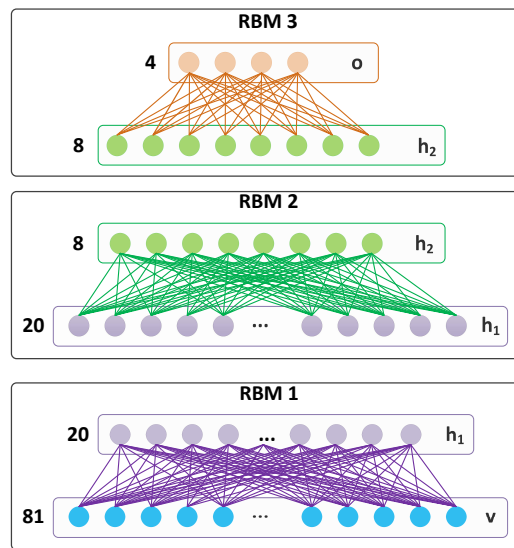 RBM 3
4 o
8 h₂
RBM 2
8 h₂
20 ... h₁
RBM 1
20 ... h₁
81 ... v